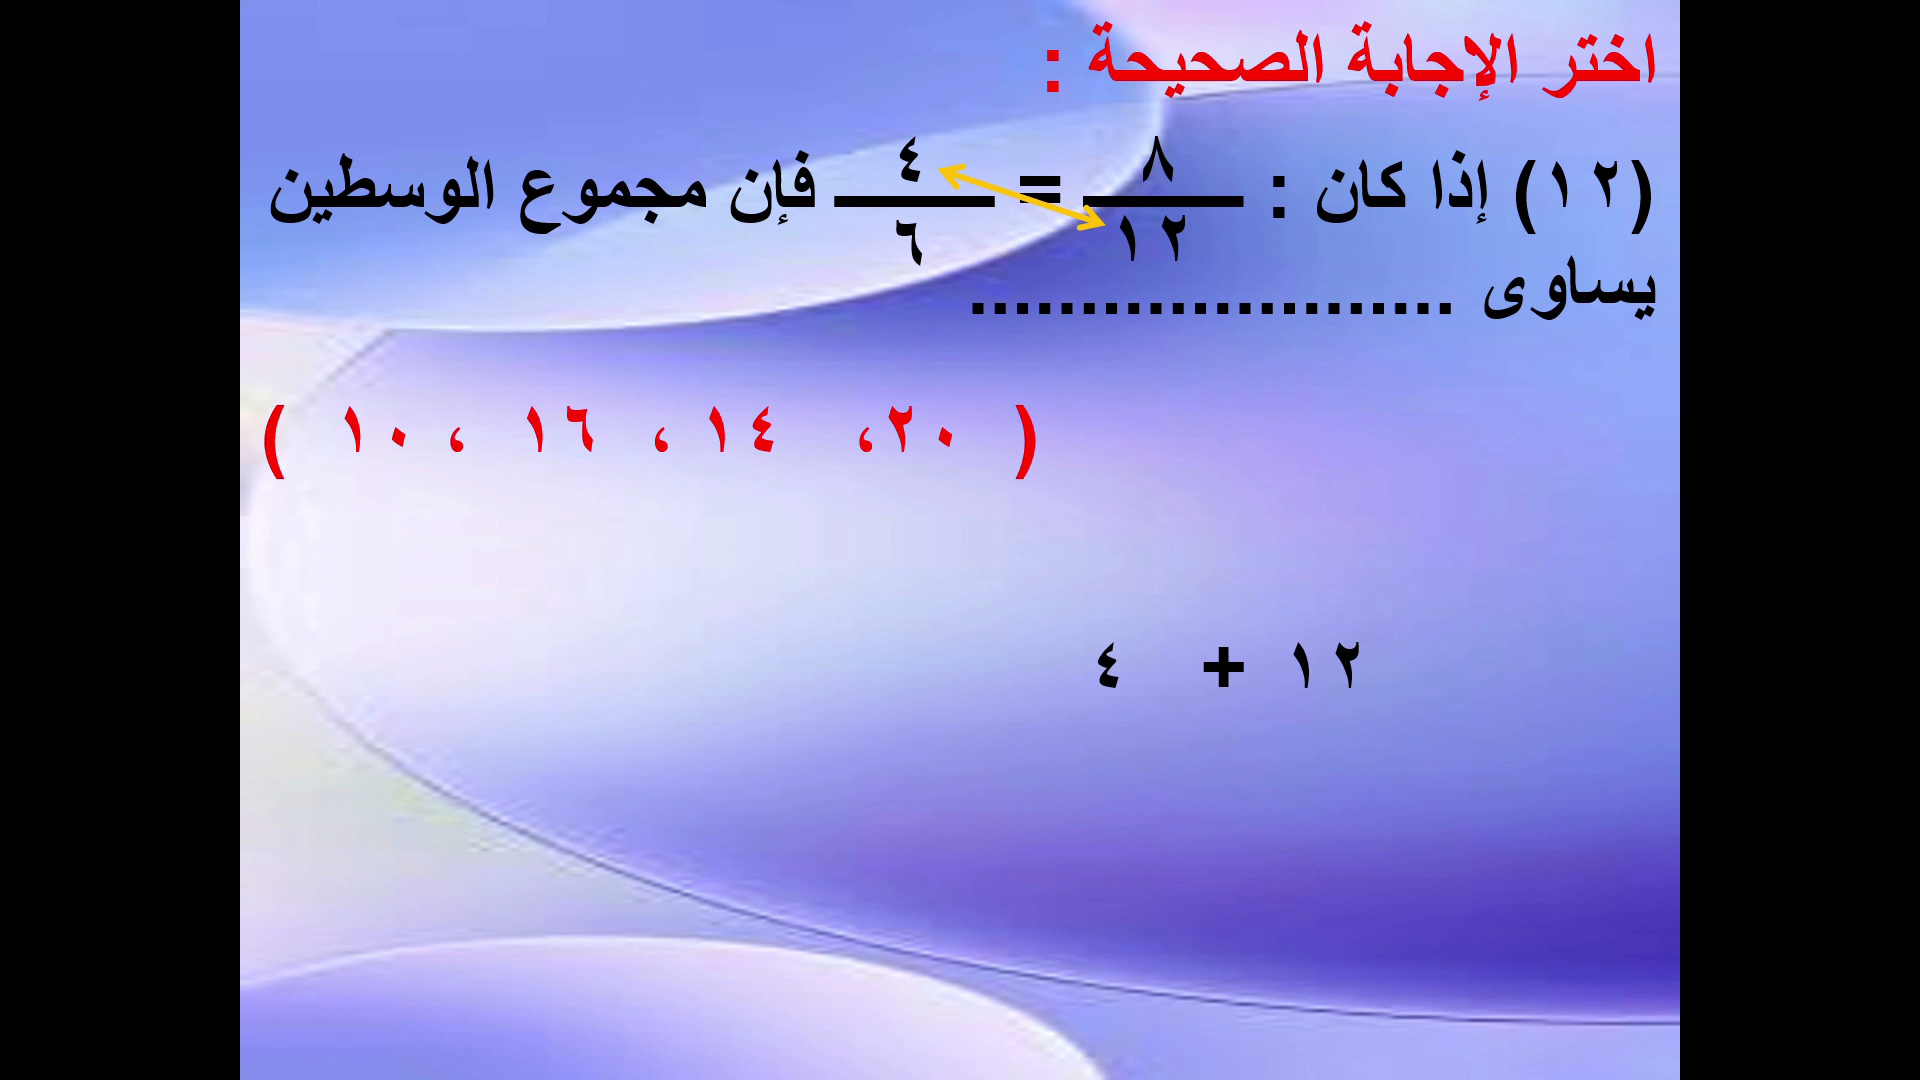 اختر الإجابة الصحيحة :
(١٢) إذا كان : ٨/١٢ = ٤/٦ فإن مجموع الوسطين
يساوى ......................
( ٢٠، ١٤ ، ١٦ ، ١٠ )
١٢ + ٤